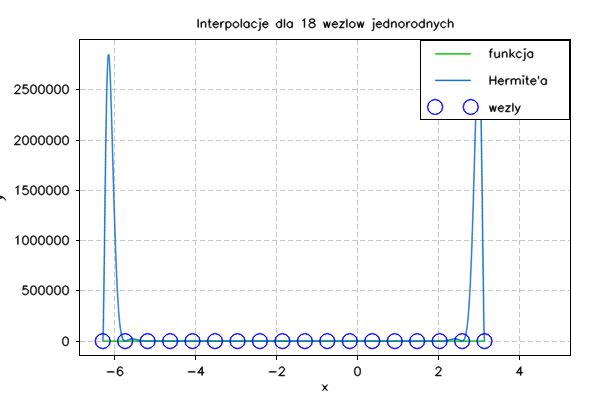 Interpolacje dla 18 wezlow jednorodnych
funkcja
Hermite'a
wezly
2500000
2000000
1500000
1000000
500000
0
y
−6 −4 −2 0 2 4
x